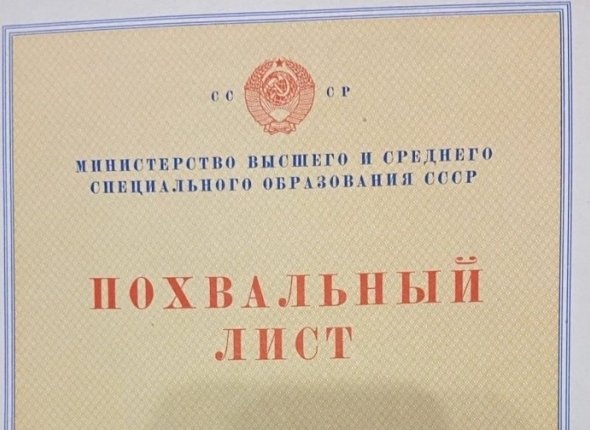 СС СР
МИНИСТЕРСТВО ВЫСШЕГО И СРЕДНЕГО
СПЕЦИАЛЬНОГО ОБРАЗОВАНИЯ СССР
ПОХВАЛЬНЫЙ
ЛИСТ